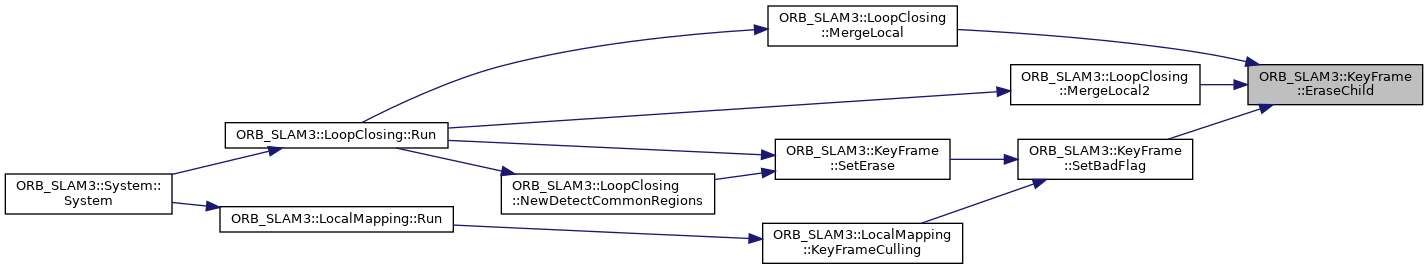 ORB_SLAM3::LoopClosing
::MergeLocal
ORB_SLAM3::LoopClosing
::MergeLocal2
ORB_SLAM3::KeyFrame
::EraseChild
ORB_SLAM3::LoopClosing::Run
ORB_SLAM3::KeyFrame
::SetErase
ORB_SLAM3::KeyFrame
::SetBadFlag
ORB_SLAM3::System::
System
ORB_SLAM3::LoopClosing
::NewDetectCommonRegions
ORB_SLAM3::LocalMapping::Run
ORB_SLAM3::LocalMapping
::KeyFrameCulling